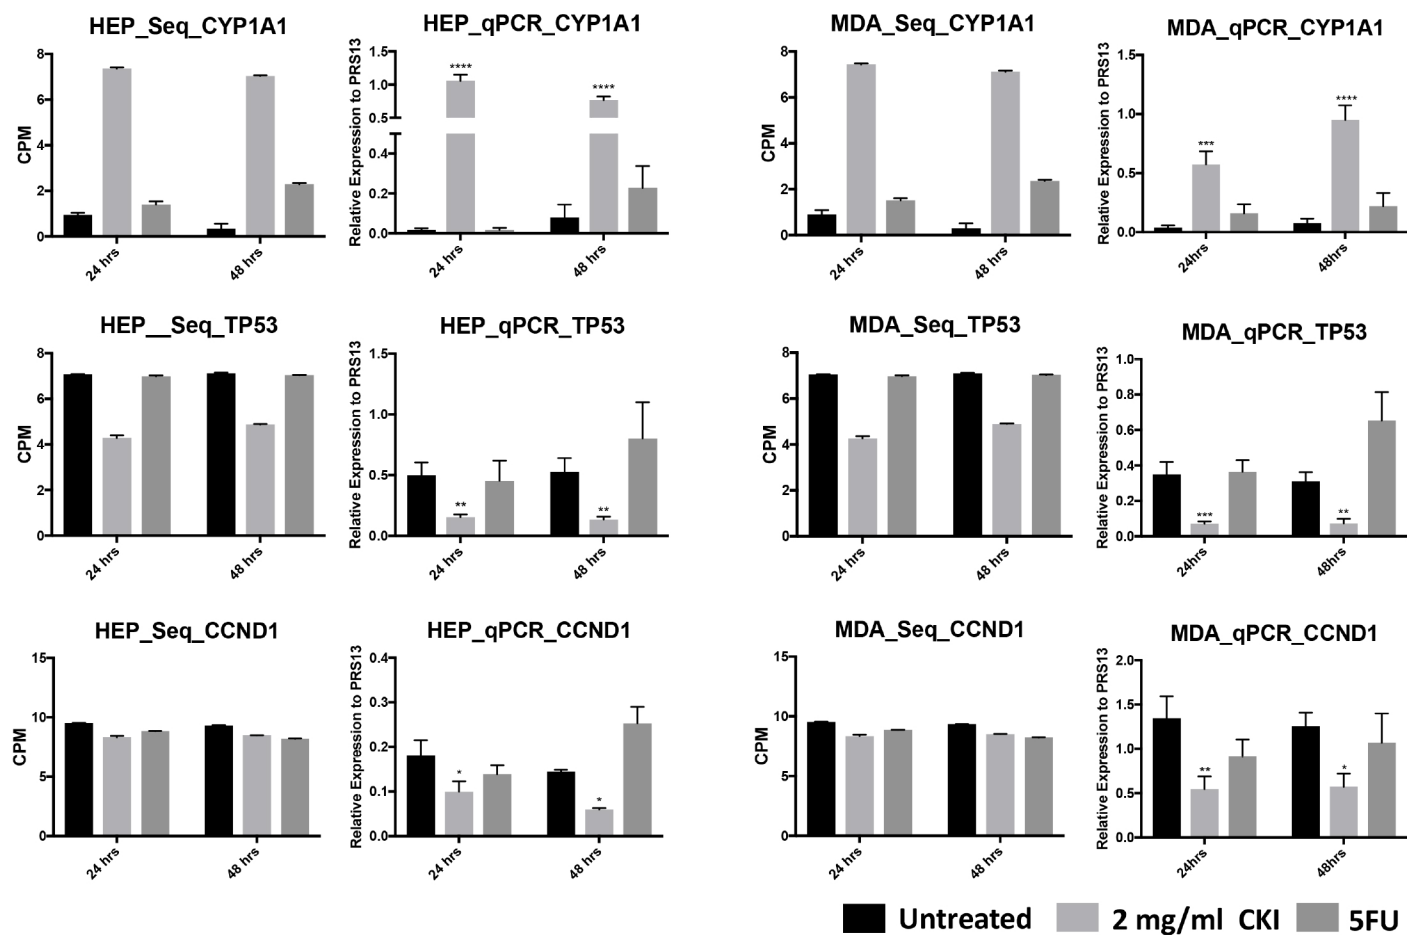 HEP_Seq_CYP1A1
CPM
8
6
4
2
0
24 hrs
48 hrs
HEP_qPCR_CYP1A1
Relative Expression to PRS13
1.5
1.0
0.5
0.4
0.2
0.0
****
****
24 hrs
48 hrs
MDA_Seq_CYP1A1
CPM
8
6
4
2
0
24 hrs
48 hrs
MDA_qPCR_CYP1A1
Relative Expression to PRS13
1.5
1.0
0.5
0.0
***
****
24hrs
48hrs
HEP__Seq_TP53
CPM
8
6
4
2
0
24 hrs
48 hrs
HEP_qPCR_TP53
Relative Expression to PRS13
1.5
1.0
0.5
0.0
**
**
24 hrs
48 hrs
MDA_Seq_TP53
CPM
8
6
4
2
0
24 hrs
48 hrs
MDA_qPCR_TP53
Relative Expression to PRS13
1.0
0.8
0.6
0.4
0.2
0.0
***
**
24hrs
48hrs
HEP_Seq_CCND1
CPM
15
10
5
0
24 hrs
48 hrs
HEP_qPCR_CCND1
Relative Expression to PRS13
0.4
0.3
0.2
0.1
0.0
*
*
24 hrs
48 hrs
MDA_Seq_CCND1
CPM
15
10
5
0
24 hrs
48 hrs
MDA_qPCR_CCND1
Relative Expression to PRS13
2.0
1.5
1.0
0.5
0.0
**
*
24hrs
48hrs
Untreated
2 mg/ml CKI
5FU